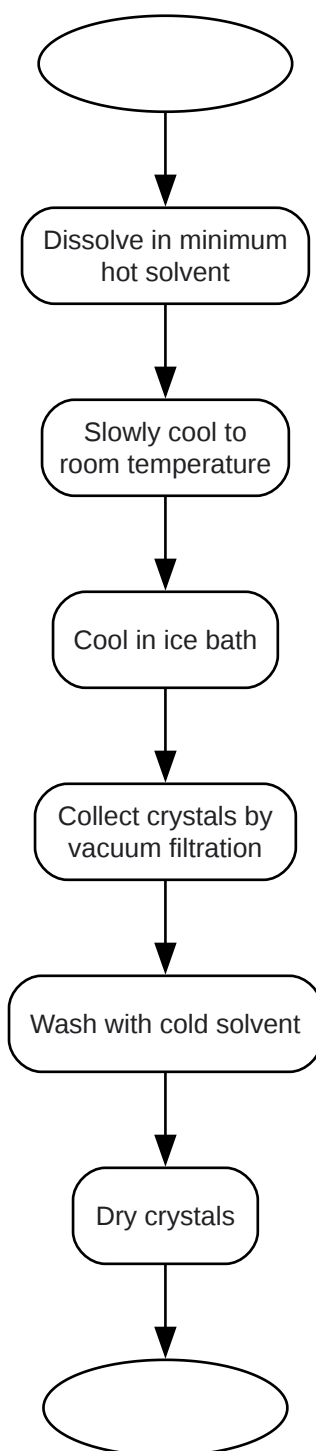 Dissolve in minimum
hot solvent
Slowly cool to
room temperature
Cool in ice bath
Collect crystals by
vacuum filtration
Wash with cold solvent
Dry crystals